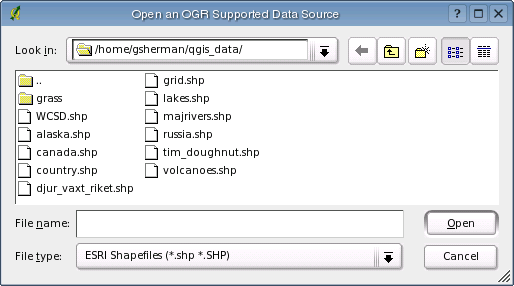 Open an OGR Supported Data Source
Look in: /home/gsherman/qgis_data/
..
grass
WCSD.shp
alaska.shp
canada.shp
country.shp
djur_vaxt_riket.shp
grid.shp
lakes.shp
majrivers.shp
russia.shp
tim_doughnut.shp
volcanoes.shp
File name: Open
File type: ESRI Shapefiles (*.shp *.SHP) Cancel